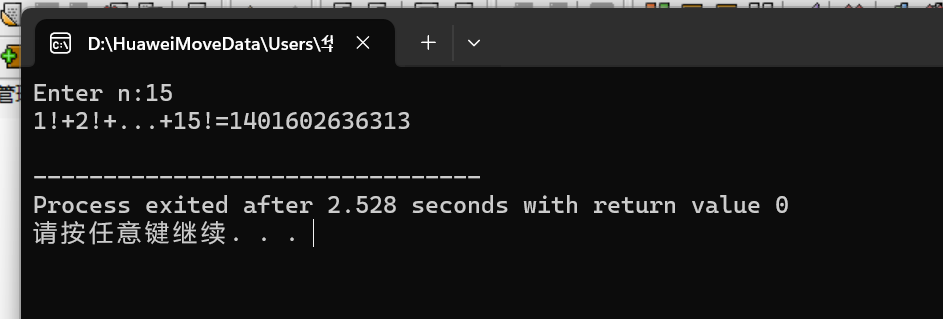 D:\HuaweiMoveData\Users\华
Enter n:15
1!+2!+...+15!=1401602636313
--------------------------------
Process exited after 2.528 seconds with return value 0
请按任意键继续. . .